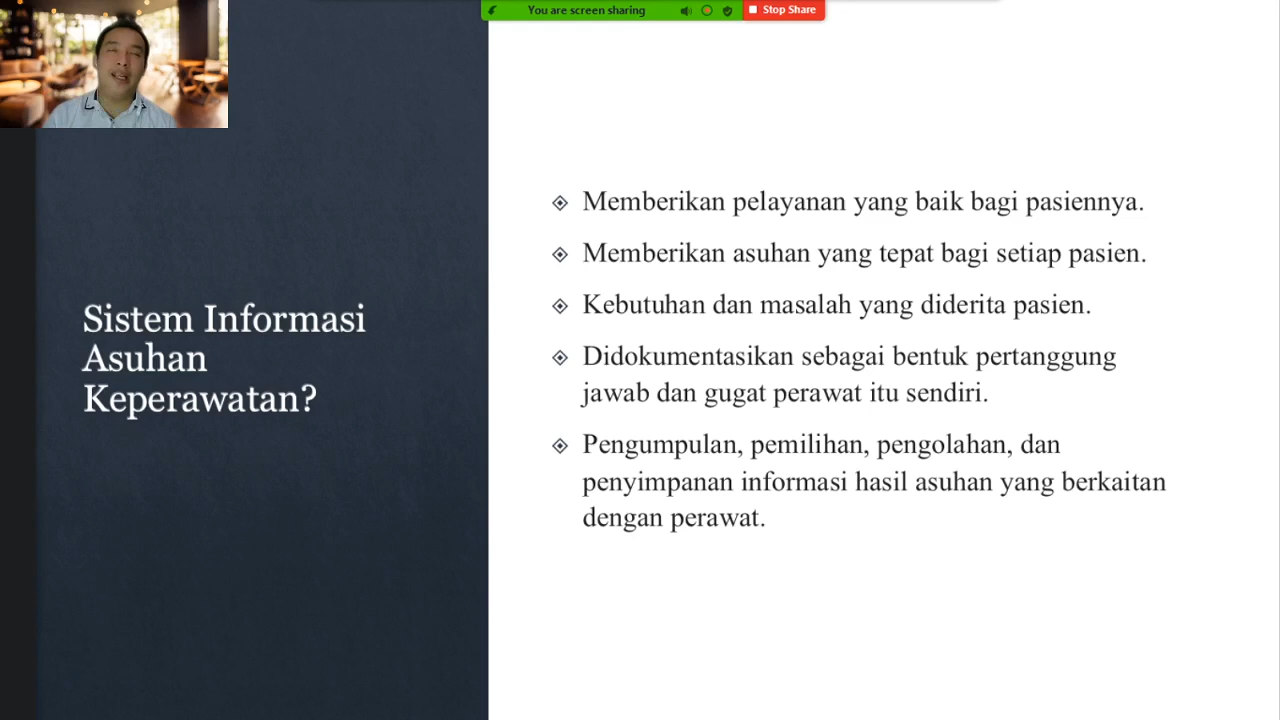 You are screen sharing
Stop Share
Sistem Informasi
Asuhan
Keperawatan?
Memberikan pelayanan yang baik bagi pasiennya.
Memberikan asuhan yang tepat bagi setiap pasien.
Kebutuhan dan masalah yang diderita pasien.
Didokumentasikan sebagai bentuk pertanggung
jawab dan gugat perawat itu sendiri.
Pengumpulan, pemilihan, pengolahan, dan
penyimpanan informasi hasil asuhan yang berkaitan
dengan perawat.